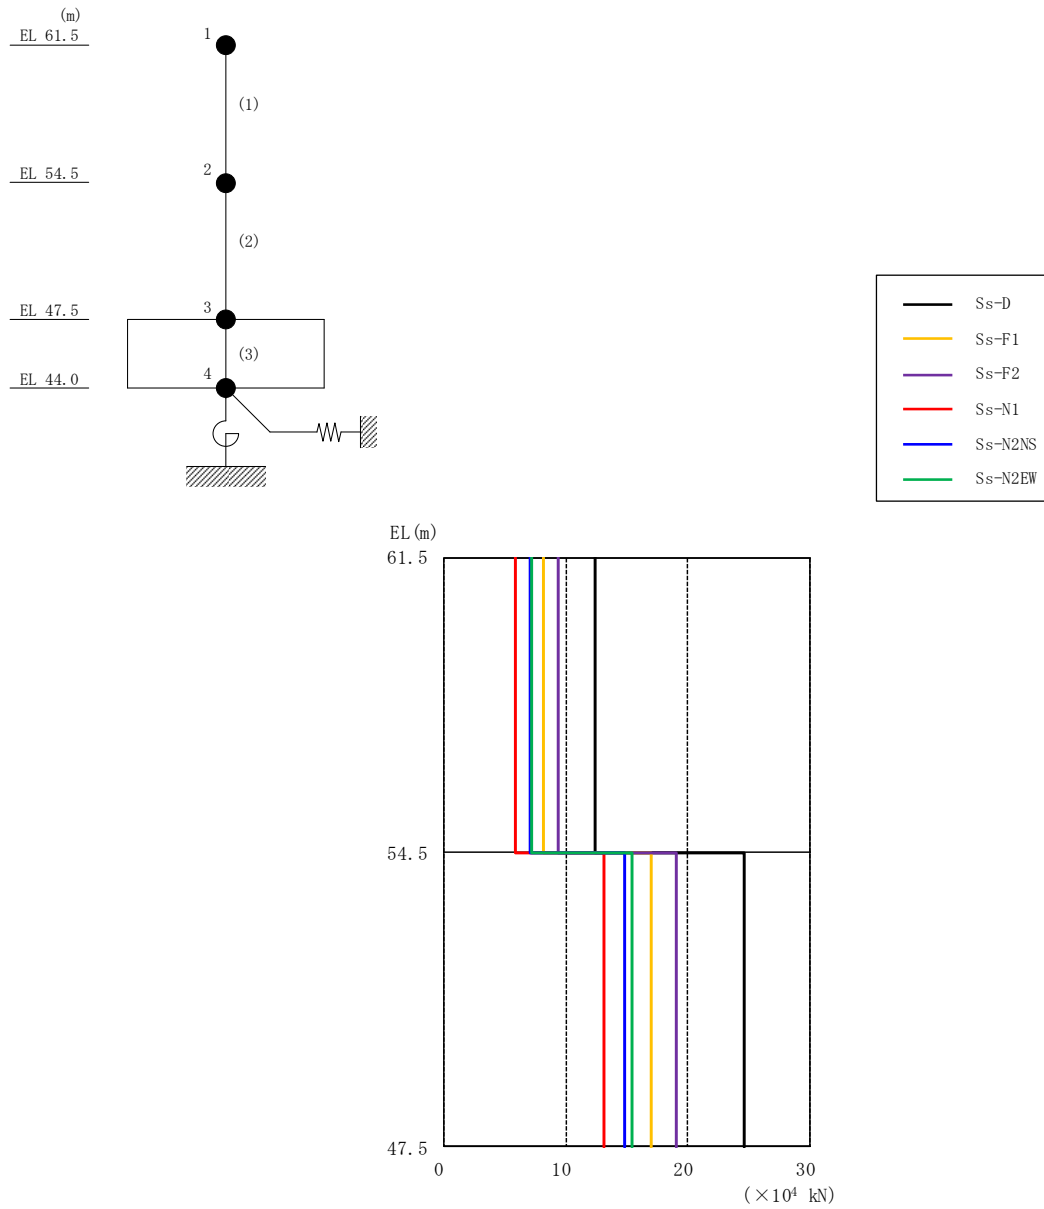 (m)
EL 61.5
1
(1)
EL 54.5
2
(2)
EL 47.5
3
(3)
EL 44.0
4
Ss-D
Ss-F1
Ss-F2
Ss-N1
Ss-N2NS
Ss-N2EW
EL(m)
61.5
54.5
47.5
0 10 20 30
(×10⁴ kN)